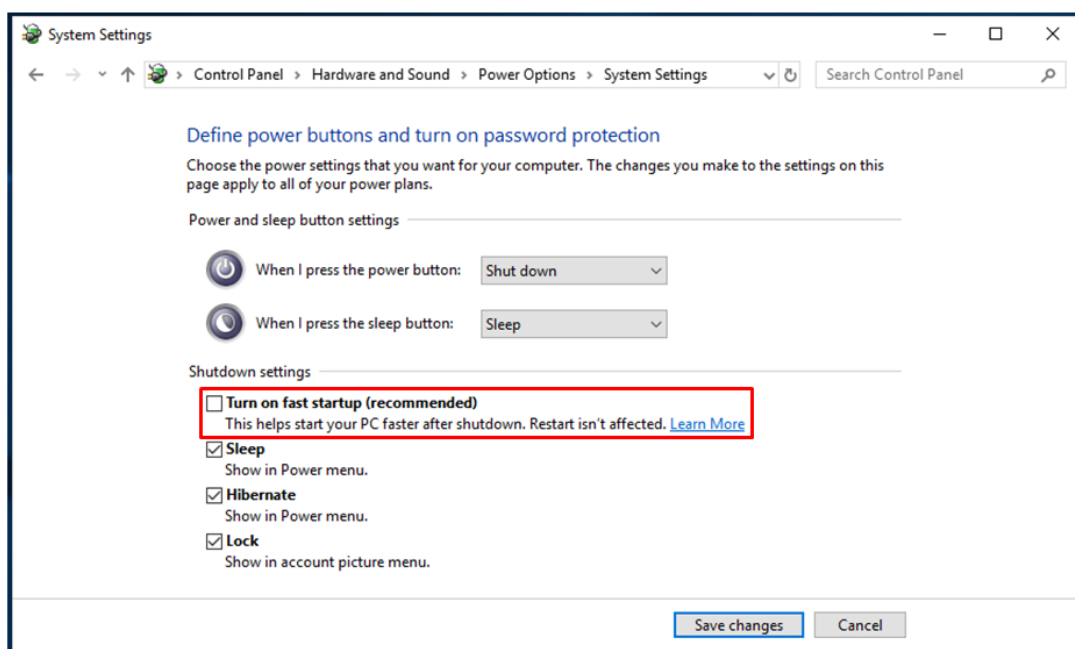 System Settings
Control Panel > Hardware and Sound > Power Options > System Settings
Search Control Panel
Define power buttons and turn on password protection
Choose the power settings that you want for your computer. The changes you make to the settings on this
page apply to all of your power plans.
Power and sleep button settings
When I press the power button: Shut down
When I press the sleep button: Sleep
Shutdown settings
Turn on fast startup (recommended)
This helps start your PC faster after shutdown. Restart isn't affected. Learn More
Sleep
Show in Power menu.
Hibernate
Show in Power menu.
Lock
Show in account picture menu.
Save changes
Cancel